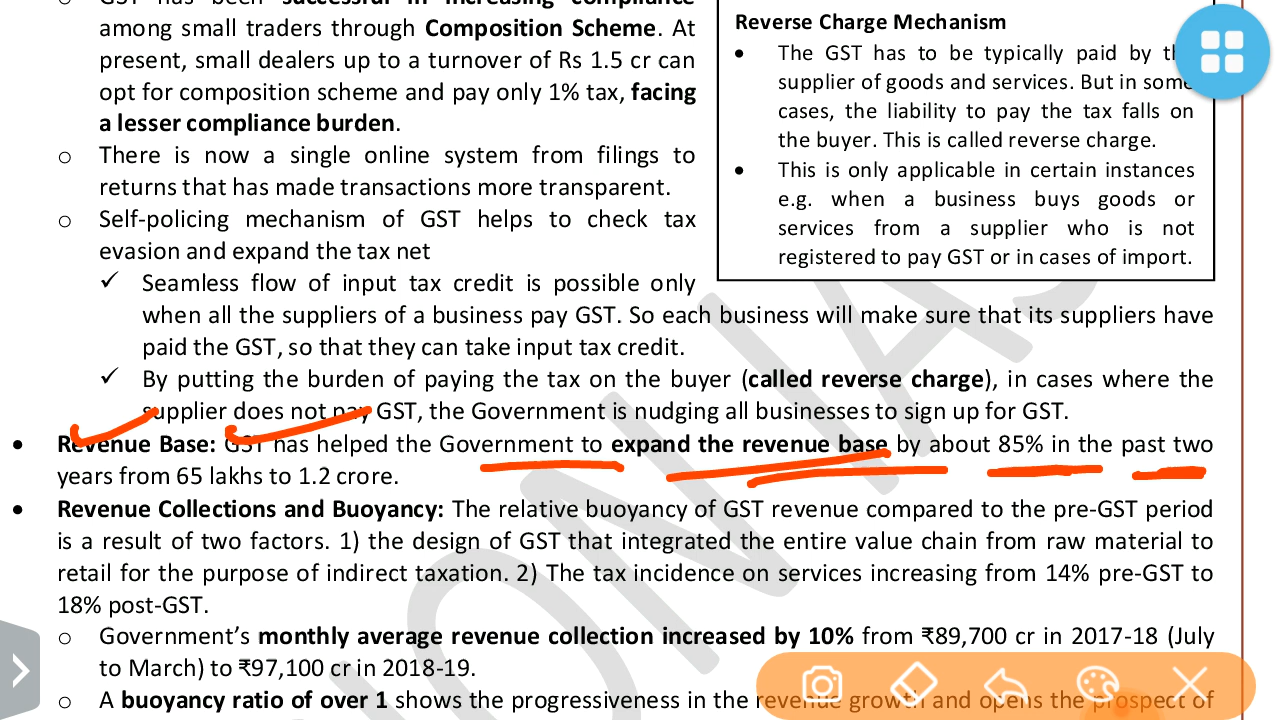 GST has been successful in increasing compliance
among small traders through Composition Scheme. At
present, small dealers up to a turnover of Rs 1.5 cr can
opt for composition scheme and pay only 1% tax, facing
a lesser compliance burden.
o There is now a single online system from filings to
returns that has made transactions more transparent.
o Self-policing mechanism of GST helps to check tax
evasion and expand the tax net
✓ Seamless flow of input tax credit is possible only
when all the suppliers of a business pay GST. So each business will make sure that its suppliers have
paid the GST, so that they can take input tax credit.
✓ By putting the burden of paying the tax on the buyer (called reverse charge), in cases where the
supplier does not pay GST, the Government is nudging all businesses to sign up for GST.
Reverse Charge Mechanism
• The GST has to be typically paid by
supplier of goods and services. But in some
cases, the liability to pay the tax falls on
the buyer. This is called reverse charge.
• This is only applicable in certain instances
e.g. when a business buys goods or
services from a supplier who is not
registered to pay GST or in cases of import.
• Revenue Base: GST has helped the Government to expand the revenue base by about 85% in the past two
years from 65 lakhs to 1.2 crore.
• Revenue Collections and Buoyancy: The relative buoyancy of GST revenue compared to the pre-GST period
is a result of two factors. 1) the design of GST that integrated the entire value chain from raw material to
retail for the purpose of indirect taxation. 2) The tax incidence on services increasing from 14% pre-GST to
18% post-GST.
o Government’s monthly average revenue collection increased by 10% from ₹89,700 cr in 2017-18 (July
to March) to ₹97,100 cr in 2018-19.
o A buoyancy ratio of over 1 shows the progressiveness in the revenue growth and opens the prospect of